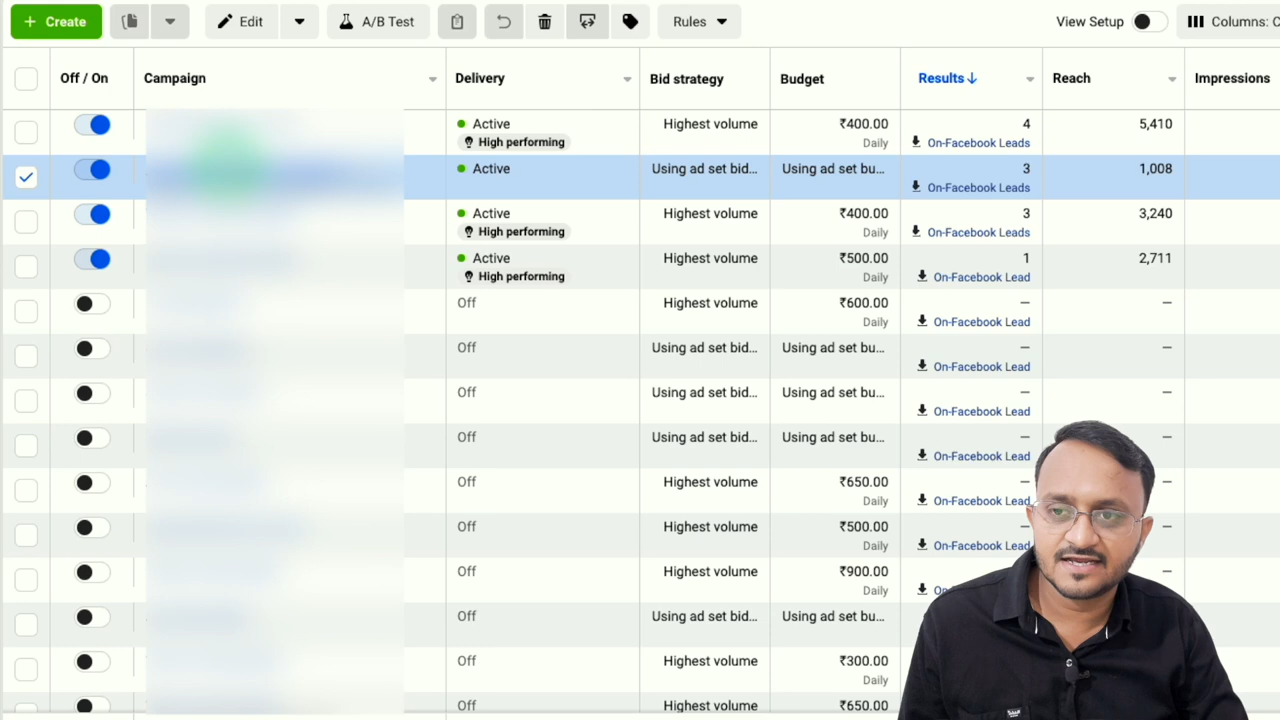 + Create Edit A/B Test Rules View Setup Columns: C
Off / On Campaign Delivery Bid strategy Budget Results↓ Reach Impressions
Active Highest volume ₹400.00 4 5,410
High performing Daily On-Facebook Leads
Active Using ad set bid... Using ad set bu... 3 1,008
On-Facebook Leads
Active Highest volume ₹400.00 3 3,240
High performing Daily On-Facebook Leads
Active Highest volume ₹500.00 1 2,711
High performing Daily On-Facebook Lead
Off Highest volume ₹600.00 — —
Daily On-Facebook Lead
Off Using ad set bid... Using ad set bu... — —
On-Facebook Lead
Off Using ad set bid... Using ad set bu... — —
On-Facebook Lead
Off Using ad set bid... Using ad set bu... — —
On-Facebook Lead
Off Highest volume ₹650.00 — —
Daily On-Facebook Lead
Off Highest volume ₹500.00 — —
Daily On-Facebook Lead
Off Highest volume ₹900.00 — —
Daily
Off Using ad set bid... Using ad set bu...
Off Highest volume ₹300.00
Daily
Off Highest volume ₹650.00